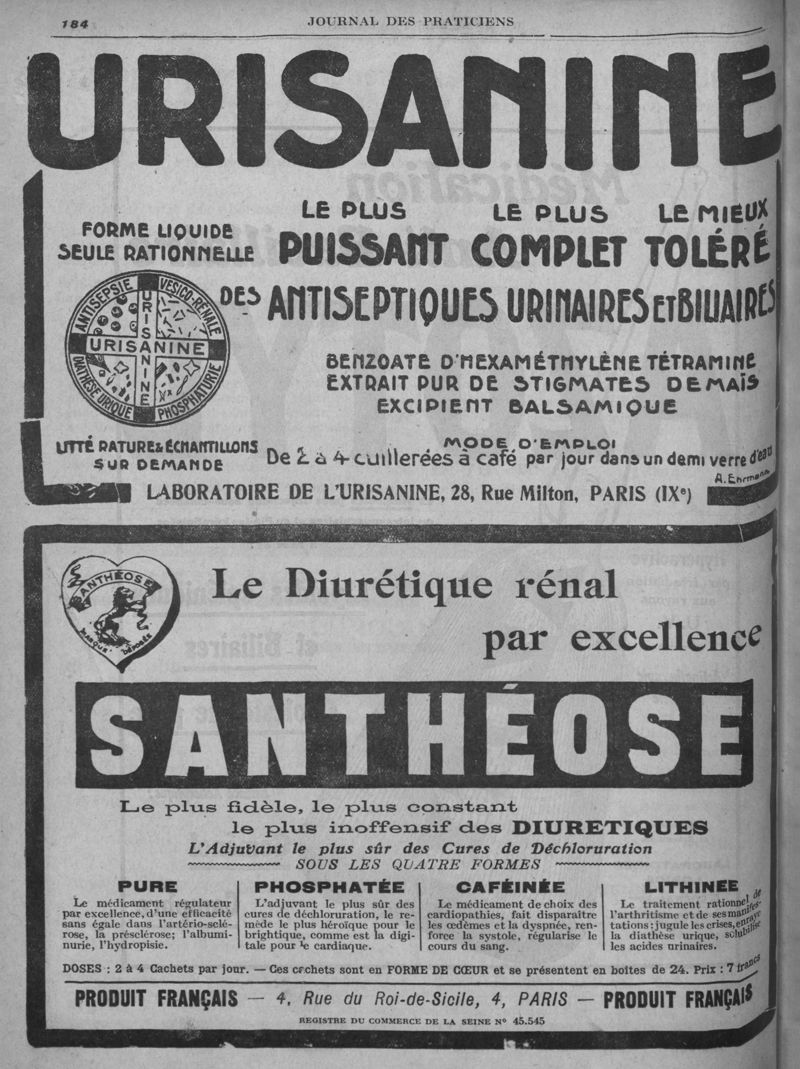 184
JOURNAL DES PRATICIENS
URISANINE
FORME LIQUIDE
SEULE RATIONNELLE
LE PLUS LE PLUS LE MIEUX
PUISSANT COMPLET TOLÉRÉ
DES ANTISEPTIQUES URINAIRES ET BILIAIRES
ANTISEPSIE VÉSICO-RÉNALE
URISANINE
URISANINE
DIATHÈSE URIQUE PHOSPHATURIE
BENZOATE D'HEXAMÉTHYLÈNE TÉTRAMINE
EXTRAIT PUR DE STIGMATES DE MAÏS
EXCIPIENT BALSAMIQUE
LITTÉRATURE & ÉCHANTILLONS
SUR DEMANDE
MODE D'EMPLOI
De 2 à 4 cuillerées à café par jour dans un demi verre d'eau
A. Ehrmann
LABORATOIRE DE L'URISANINE, 28, Rue Milton, PARIS (IXe)
SANTHÉOSE
MARQUE DÉPOSÉE
Le Diurétique rénal
par excellence
SANTHÉOSE
Le plus fidèle, le plus constant
le plus inoffensif des DIURETIQUES
L'Adjuvant le plus sûr des Cures de Déchloruration
SOUS LES QUATRE FORMES
PURE
Le médicament régulateur
par excellence, d'une efficacité
sans égale dans l'artério-sclé-
rose, la présclérose; l'albumi-
nurie, l'hydropisie.
PHOSPHATÉE
L'adjuvant le plus sûr des
cures de déchloruration, le re-
mède le plus héroïque pour le
brightique, comme est la digi-
tale pour le cardiaque.
CAFÉINÉE
Le médicament de choix des
cardiopathies, fait disparaître
les œdèmes et la dyspnée, ren-
force la systole, régularise le
cours du sang.
LITHINEE
Le traitement rationnel de
l'arthritisme et de ses manifes-
tations: jugule les crises, enraye
la diathèse urique, solubilise
les acides urinaires.
DOSES : 2 à 4 Cachets par jour. — Ces cachets sont en FORME DE CŒUR et se présentent en boîtes de 24. Prix : 7 francs
PRODUIT FRANÇAIS — 4, Rue du Roi-de-Sicile, 4, PARIS — PRODUIT FRANÇAIS
REGISTRE DU COMMERCE DE LA SEINE No 45.545